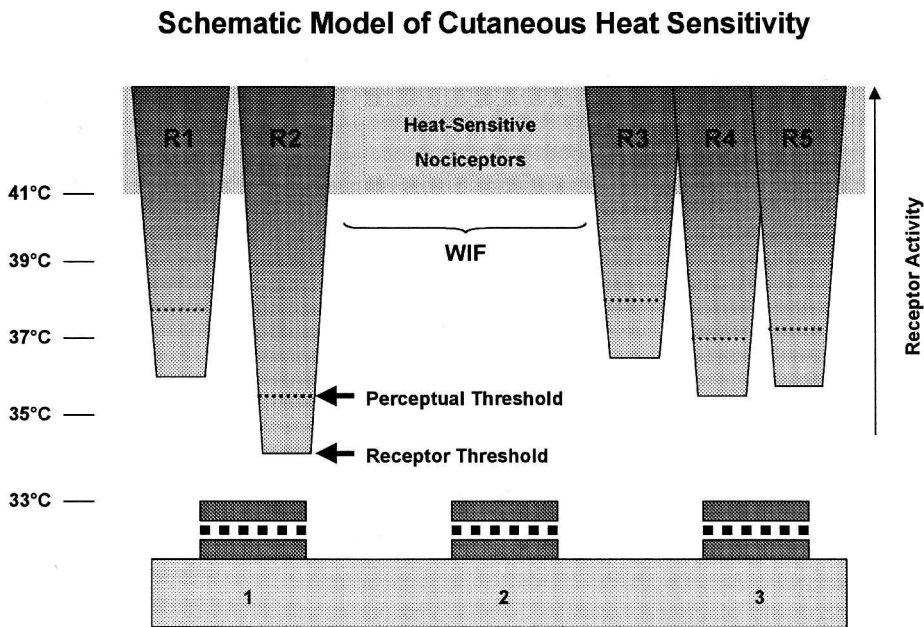 Schematic Model of Cutaneous Heat Sensitivity
R1
R2
Heat-Sensitive
Nociceptors
R3
R4
R5
41°C
WIF
39°C
37°C
Perceptual Threshold
35°C
Receptor Threshold
33°C
Receptor Activity
1
2
3